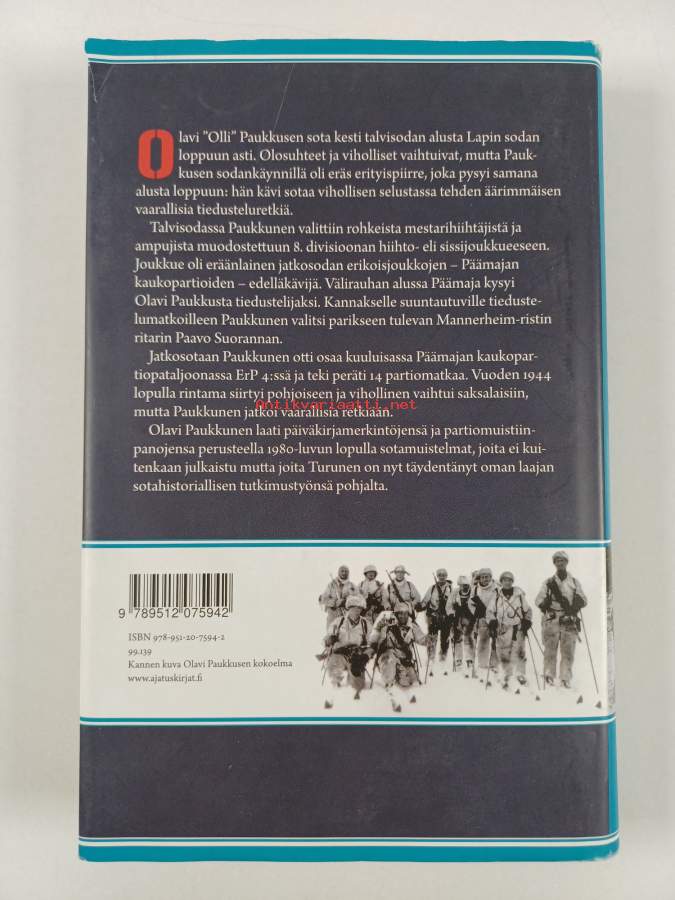 Olavi ”Olli” Paukkusen sota kesti talvisodan alusta Lapin sodan
loppuun asti. Olosuhteet ja viholliset vaihtuivat, mutta Pauk-
kusen sodankäynnillä oli eräs erityispiirre, joka pysyi samana
alusta loppuun: hän kävi sotaa vihollisen selustassa tehden äärimmäisen
vaarallisia tiedusteluretkiä.
Talvisodassa Paukkunen valittiin rohkeista mestarihiihtäjistä ja
ampujista muodostettuun 8. divisioonan hiihto- eli sissijoukkueeseen.
Joukkue oli eräänlainen jatkosodan erikoisjoukkojen – Päämajan
kaukopartioiden – edelläkävijä. Välirauhan alussa Päämaja kysyi
Olavi Paukkusta tiedustelijaksi. Kannakselle suuntautuville tieduste-
lumatkoilleen Paukkunen valitsi parikseen tulevan Mannerheim-ristin
ritarin Paavo Suorannan.
Jatkosotaan Paukkunen otti osaa kuuluisassa Päämajan kaukopar-
tiopataljoonassa ErP 4:ssä ja teki peräti 14 partiomatkaa. Vuoden 1944
lopulla rintama siirtyi pohjoiseen ja vihollinen vaihtui saksalaisiin,
Antikvariaatti.net
mutta Paukkunen jatkoi vaarallisia retkiään.
Olavi Paukkunen laati päiväkirjamerkintöjensä ja partiomuistiin-
panojensa perusteella 1980-luvun lopulla sotamuistelmat, joita ei kui-
tenkaan julkaistu mutta joita Turunen on nyt täydentänyt oman laajan
sotahistoriallisen tutkimustyönsä pohjalta.
9 789512 075942
ISBN 978-951-20-7594-2
99.139
Kannen kuva Olavi Paukkusen kokoelma
www.ajatuskirjat.fi